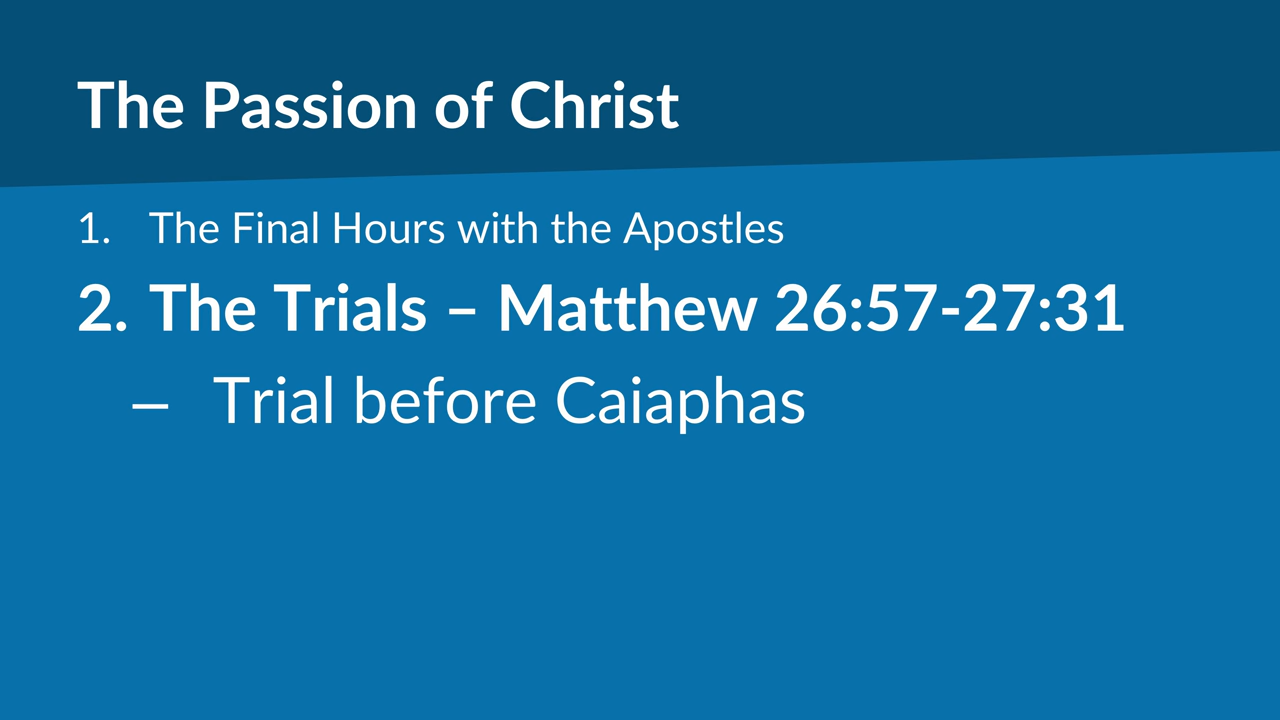 The Passion of Christ
1. The Final Hours with the Apostles
2. The Trials – Matthew 26:57-27:31
– Trial before Caiaphas